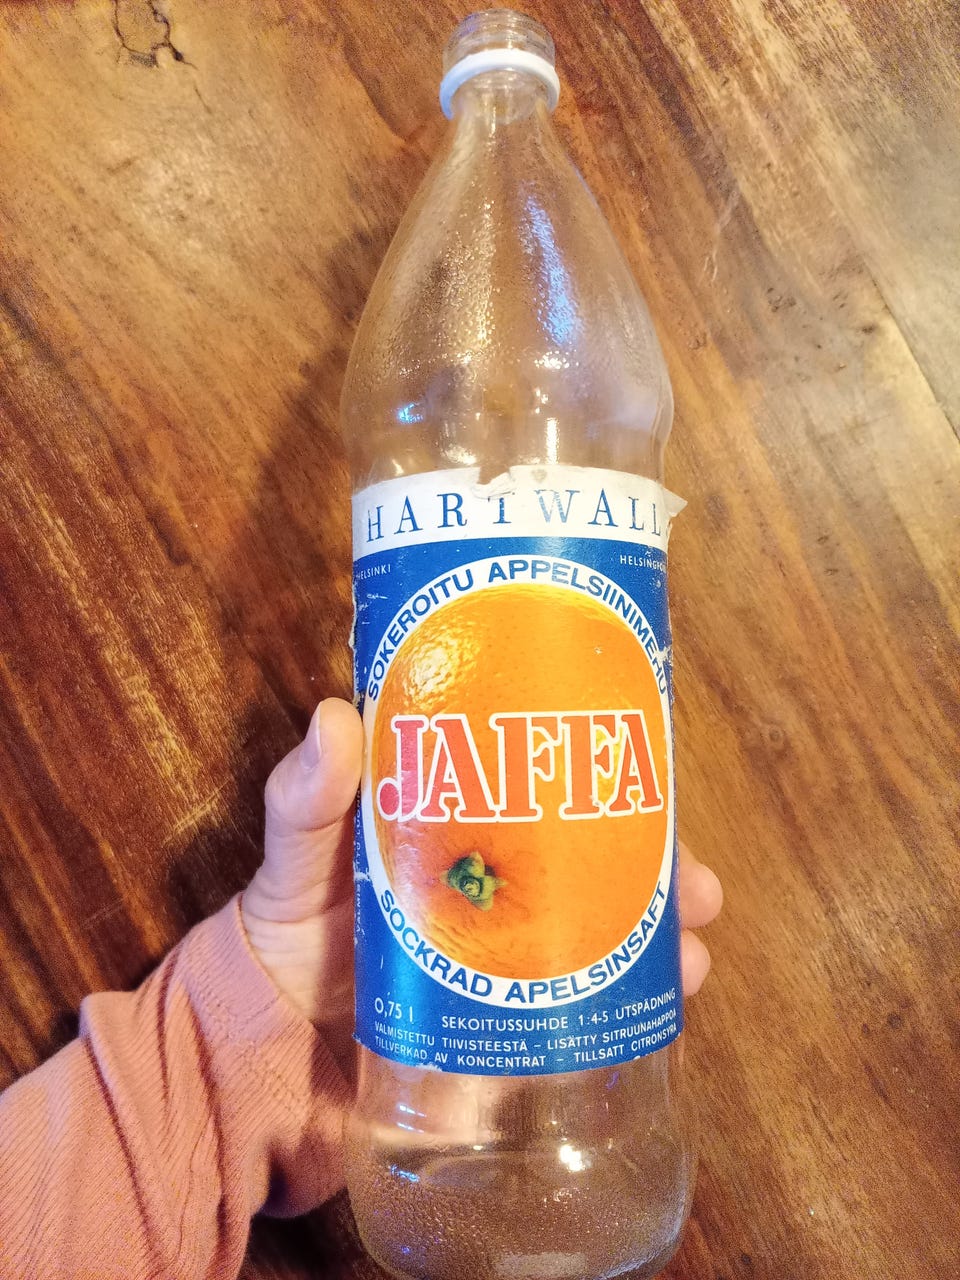 HARTWALL
HELSINKI
SOKEROITU APPELSIINIMEHU
JAFFA
SOCKRAD APELSINSAFT
0,75 l SEKOITUSSUHDE 1:4-5 UTSPÄDNING
VALMISTETTU TIIVISTEESTÄ – LISÄTTY SITRUUNAHAPPOA
TILLVERKAD AV KONCENTRAT – TILLSATT CITRONSYRA